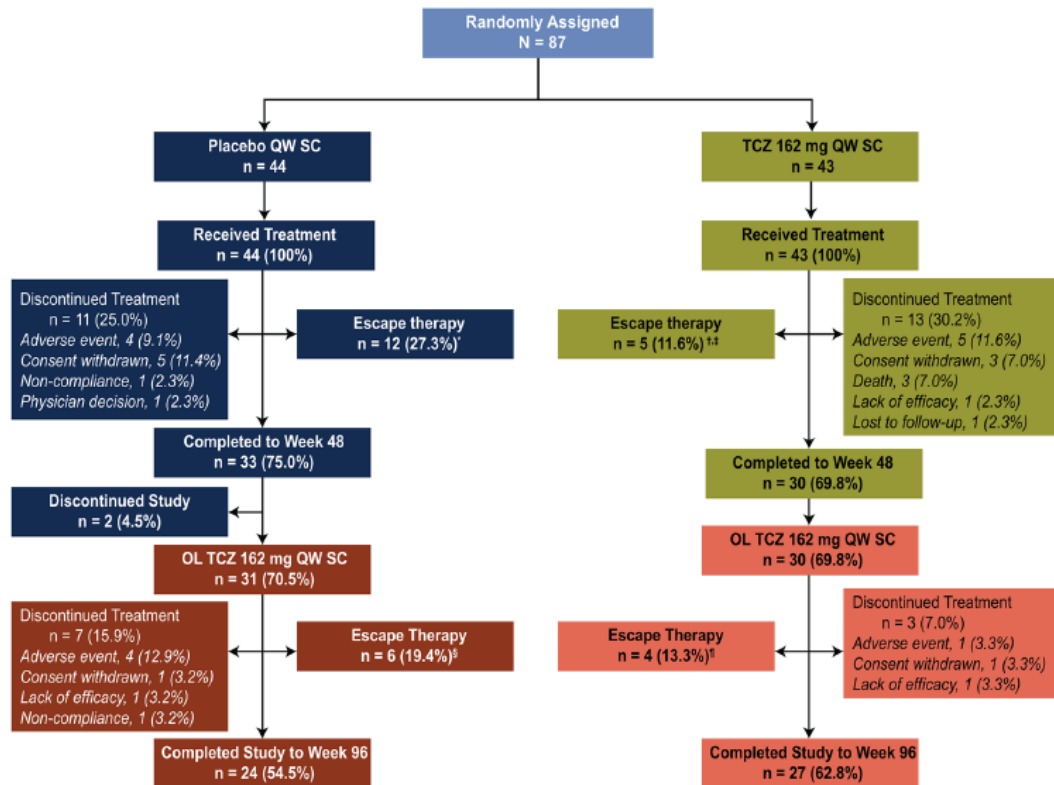 Randomly Assigned
N = 87
Placebo QW SC
n = 44
TCZ 162 mg QW SC
n = 43
Received Treatment
n = 44 (100%)
Received Treatment
n = 43 (100%)
Discontinued Treatment
n = 11 (25.0%)
Adverse event, 4 (9.1%)
Consent withdrawn, 5 (11.4%)
Non-compliance, 1 (2.3%)
Physician decision, 1 (2.3%)
Escape therapy
n = 12 (27.3%)*
Escape therapy
n = 5 (11.6%)†,‡
Discontinued Treatment
n = 13 (30.2%)
Adverse event, 5 (11.6%)
Consent withdrawn, 3 (7.0%)
Death, 3 (7.0%)
Lack of efficacy, 1 (2.3%)
Lost to follow-up, 1 (2.3%)
Completed to Week 48
n = 33 (75.0%)
Completed to Week 48
n = 30 (69.8%)
Discontinued Study
n = 2 (4.5%)
OL TCZ 162 mg QW SC
n = 31 (70.5%)
OL TCZ 162 mg QW SC
n = 30 (69.8%)
Discontinued Treatment
n = 7 (15.9%)
Adverse event, 4 (12.9%)
Consent withdrawn, 1 (3.2%)
Lack of efficacy, 1 (3.2%)
Non-compliance, 1 (3.2%)
Escape Therapy
n = 6 (19.4%)§
Escape Therapy
n = 4 (13.3%)¶
Discontinued Treatment
n = 3 (7.0%)
Adverse event, 1 (3.3%)
Consent withdrawn, 1 (3.3%)
Lack of efficacy, 1 (3.3%)
Completed Study to Week 96
n = 24 (54.5%)
Completed Study to Week 96
n = 27 (62.8%)